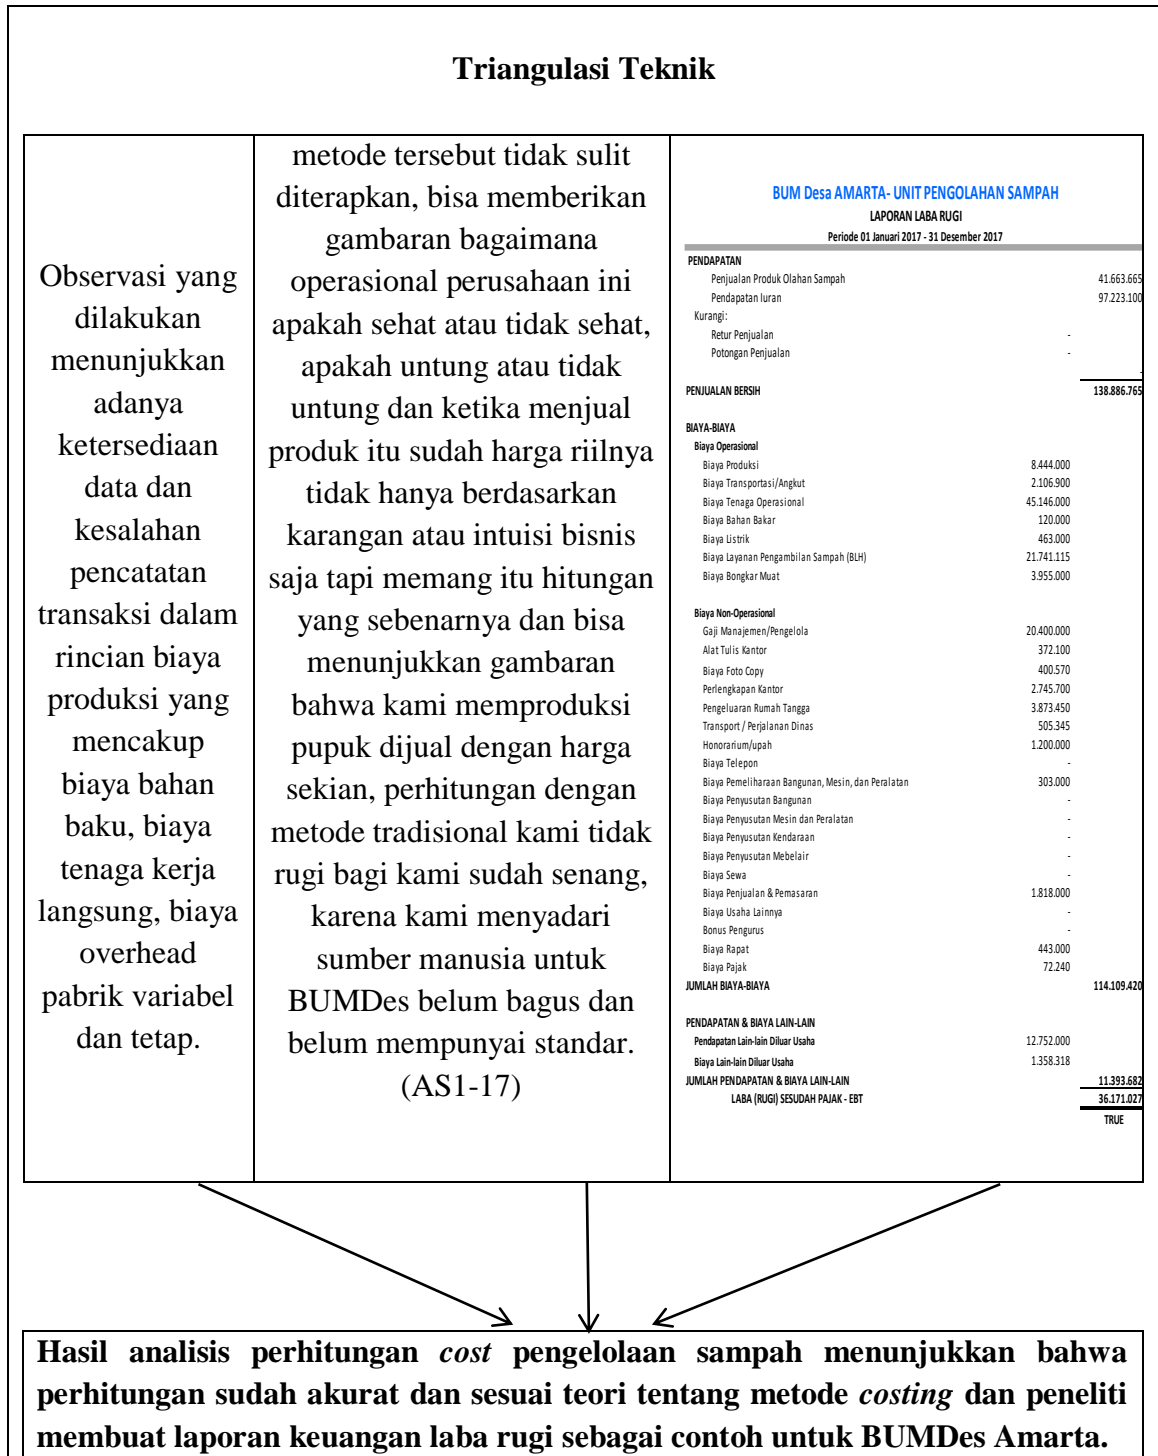 Triangulasi Teknik
Observasi yang
dilakukan
menunjukkan
adanya
ketersediaan
data dan
kesalahan
pencatatan
transaksi dalam
rincian biaya
produksi yang
mencakup
biaya bahan
baku, biaya
tenaga kerja
langsung, biaya
overhead
pabrik variabel
dan tetap.
metode tersebut tidak sulit
diterapkan, bisa memberikan
gambaran bagaimana
operasional perusahaan ini
apakah sehat atau tidak sehat,
apakah untung atau tidak
untung dan ketika menjual
produk itu sudah harga riilnya
tidak hanya berdasarkan
karangan atau intuisi bisnis
saja tapi memang itu hitungan
yang sebenarnya dan bisa
menunjukkan gambaran
bahwa kami memproduksi
pupuk dijual dengan harga
sekian, perhitungan dengan
metode tradisional kami tidak
rugi bagi kami sudah senang,
karena kami menyadari
sumber manusia untuk
BUMDes belum bagus dan
belum mempunyai standar.
(AS1-17)
BUM Desa AMARTA- UNIT PENGOLAHAN SAMPAH
LAPORAN LABA RUGI
Periode 01 Januari 2017 - 31 Desember 2017
PENDAPATAN
Penjualan Produk Olahan Sampah 41.663.665
Pendapatan Iuran 97.223.100
Kurangi:
Retur Penjualan -
Potongan Penjualan -
-
PENJUALAN BERSIH 138.886.765
BIAYA-BIAYA
Biaya Operasional
Biaya Produksi 8.444.000
Biaya Transportasi/Angkut 2.106.900
Biaya Tenaga Operasional 45.146.000
Biaya Bahan Bakar 120.000
Biaya Listrik 463.000
Biaya Layanan Pengambilan Sampah (BLH) 21.741.115
Biaya Bongkar Muat 3.955.000
Biaya Non-Operasional
Gaji Manajemen/Pengelola 20.400.000
Alat Tulis Kantor 372.100
Biaya Foto Copy 400.570
Perlengkapan Kantor 2.745.700
Pengeluaran Rumah Tangga 3.873.450
Transport / Perjalanan Dinas 505.345
Honorarium/upah 1.200.000
Biaya Telepon -
Biaya Pemeliharaan Bangunan, Mesin, dan Peralatan 303.000
Biaya Penyusutan Bangunan -
Biaya Penyusutan Mesin dan Peralatan -
Biaya Penyusutan Kendaraan -
Biaya Penyusutan Mebelair -
Biaya Sewa -
Biaya Penjualan & Pemasaran 1.818.000
Biaya Usaha Lainnya -
Bonus Pengurus -
Biaya Rapat 443.000
Biaya Pajak 72.240
JUMLAH BIAYA-BIAYA 114.109.420
PENDAPATAN & BIAYA LAIN-LAIN
Pendapatan Lain-lain Diluar Usaha 12.752.000
Biaya Lain-lain Diluar Usaha 1.358.318
JUMLAH PENDAPATAN & BIAYA LAIN-LAIN 11.393.682
LABA (RUGI) SESUDAH PAJAK - EBT 36.171.027
TRUE
Hasil analisis perhitungan cost pengelolaan sampah menunjukkan bahwa
perhitungan sudah akurat dan sesuai teori tentang metode costing dan peneliti
membuat laporan keuangan laba rugi sebagai contoh untuk BUMDes Amarta.